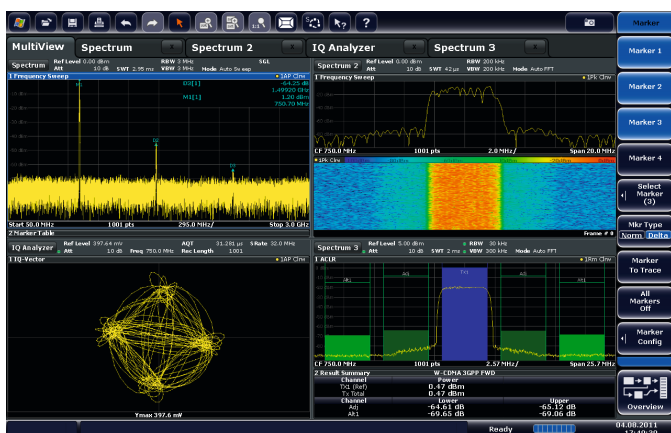 Marker
MultiView Spectrum x Spectrum 2 x IQ Analyzer x Spectrum 3 x
Spectrum Ref Level 0.00 dBm RBW 3 MHz SGL
Att 10 dB SWT 2.95 ms VBW 3 MHz Mode Auto Sweep
1 Frequency Sweep 1AP Clrw
D2[1] -64.25 dB
1.49920 GHz
M1[1] 1.20 dBm
750.70 MHz
M1
D2
Start 50.0 MHz 1001 pts 295.0 MHz/ Stop 3.0 GHz
2 Marker Table
Spectrum 2 Ref Level 0.00 dBm RBW 200 kHz
Att 10 dB SWT 42 µs VBW 200 kHz Mode Auto FFT
1 Frequency Sweep 1Pk Clrw
CF 750.0 MHz 1001 pts 2.0 MHz/ Span 20.0 MHz
1Pk Clrw
Frame # 0
IQ Analyzer Ref Level 397.64 mV AQT 31.281 µs SRate 32.0 MHz
Att 10 dB Freq 750.0 MHz Rec Length 1001
1 IQ-Vector 1AP Clrw
Ymax 397.6 mV
Spectrum 3 Ref Level 5.00 dBm RBW 30 kHz
Att 10 dB SWT 2 ms VBW 300 kHz Mode Auto FFT
1 ACLR 1Rm Clrw
Alt1 Adj TX1 Adj Alt1
CF 750.0 MHz 1001 pts 2.57 MHz/ Span 25.7 MHz
2 Result Summary W-CDMA 3GPP FWD
Channel Power
TX1 (Ref) 0.47 dBm
Tx Total 0.47 dBm
Channel Lower Upper
Adj -64.61 dB -65.12 dB
Alt1 -69.65 dB -69.06 dB
Marker 1
Marker 2
Marker 3
Marker 4
Select
Marker
(3)
Mkr Type
Norm Delta
Marker
To Trace
All
Markers
Off
Marker
Config
Overview
Ready
04.08.2011